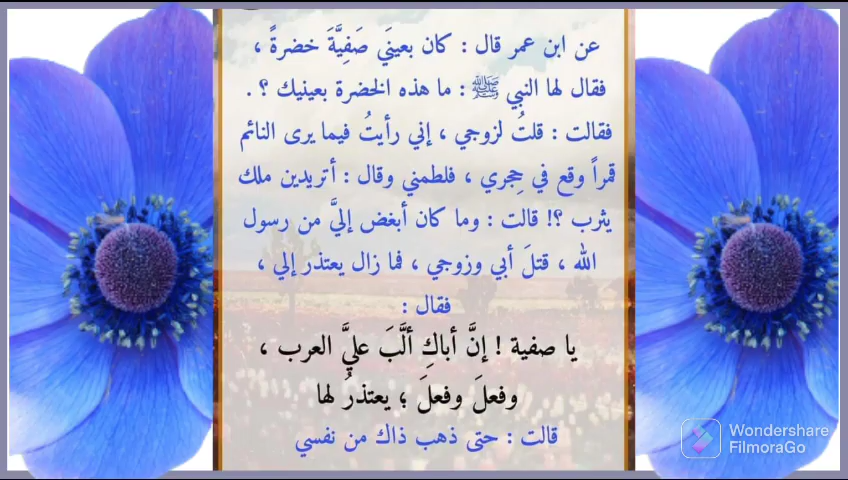 عن ابن عمر قال : كان بعينَي صَفِيَّةَ خضرةً ،
فقال لها النبي ﷺ : ما هذه الخضرة بعينيك ؟ .
فقالت : قلتُ لزوجي ، إني رأيتُ فيما يرى النائم
قمراً وقع في حِجري ، فلطمني وقال : أتريدين ملك
يثرب ؟! قالت : وما كان أبغض إليَّ من رسول
الله ، قتلَ أبي وزوجي ، فما زال يعتذر إلي ،
فقال :
يا صفية ! إنَّ أباكِ ألَّبَ عليَّ العرب ،
وفعلَ وفعلَ ؛ يعتذرُ لها
قالت : حتى ذهب ذاك من نفسي
Wondershare
FilmoraGo